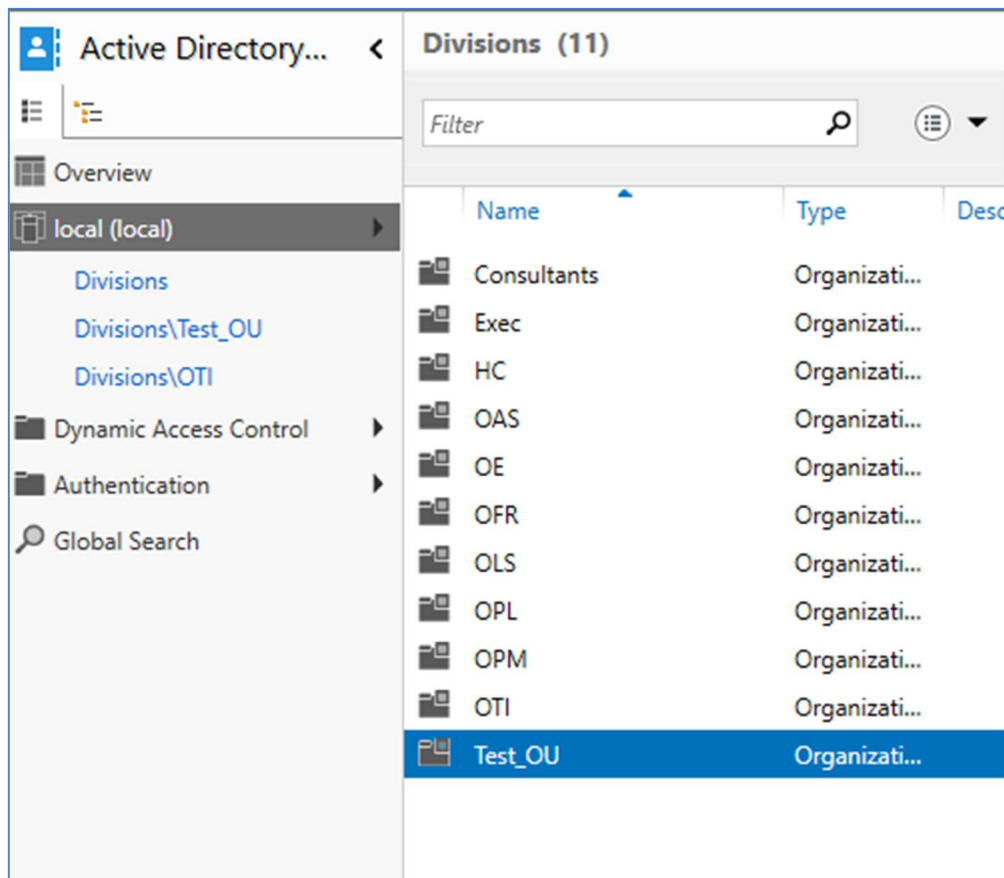 Active Directory...
Overview
local (local)
Divisions
Divisions\Test_OU
Divisions\OTI
Dynamic Access Control
Authentication
Global Search
Divisions (11)
Filter
Name Type Desc
Consultants Organizati...
Exec Organizati...
HC Organizati...
OAS Organizati...
OE Organizati...
OFR Organizati...
OLS Organizati...
OPL Organizati...
OPM Organizati...
OTI Organizati...
Test_OU Organizati...